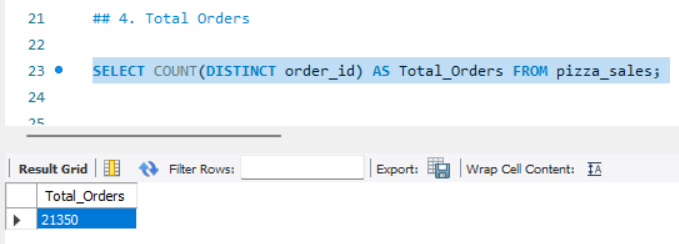 21 ## 4. Total Orders
22
23 SELECT COUNT(DISTINCT order_id) AS Total_Orders FROM pizza_sales;
24
25
Result Grid Filter Rows: Export: Wrap Cell Content: IA
Total_Orders
21350